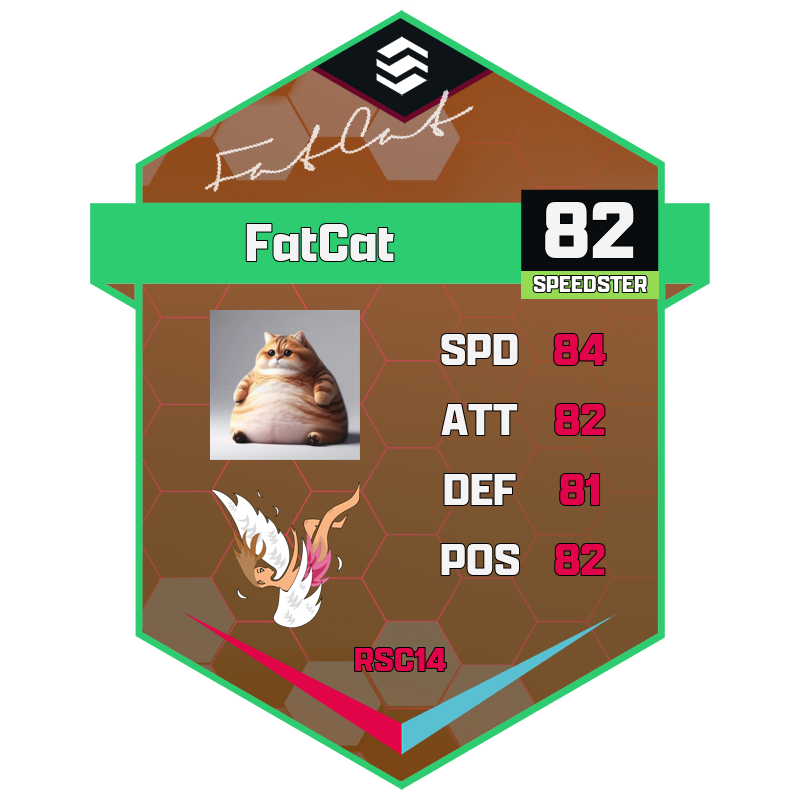 FatCat
FatCat
82
SPEEDSTER
SPD 84
ATT 82
DEF 81
POS 82
RSC14